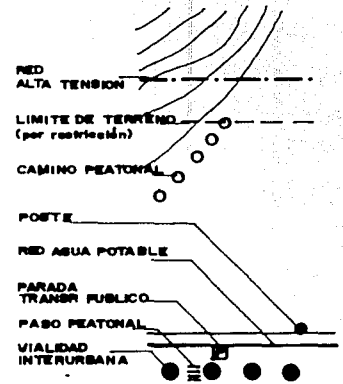 RED
ALTA TENSION
LIMITE DE TERRENO
(por restricción)
CAMINO PEATONAL
POSTE
RED AGUA POTABLE
PARADA
TRANSP. PUBLICO
PASO PEATONAL
VIALIDAD
INTERURBANA